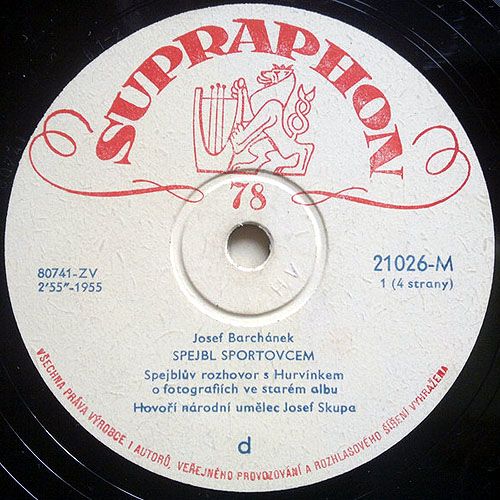 SUPRAPHON
78
80741-ZV
2'55"-1955
21026-M
1 (4 strany)
H V
Josef Barchánek
SPEJBL SPORTOVCEM
Spejblův rozhovor s Hurvínkem
o fotografiích ve starém albu
Hovoří národní umělec Josef Skupa
d
VŠECHNA PRÁVA VÝROBCE I AUTORŮ, VEŘEJNÉHO PROVOZOVÁNÍ A ROZHLASOVÉHO ŠÍŘENÍ VYHRAŽENA